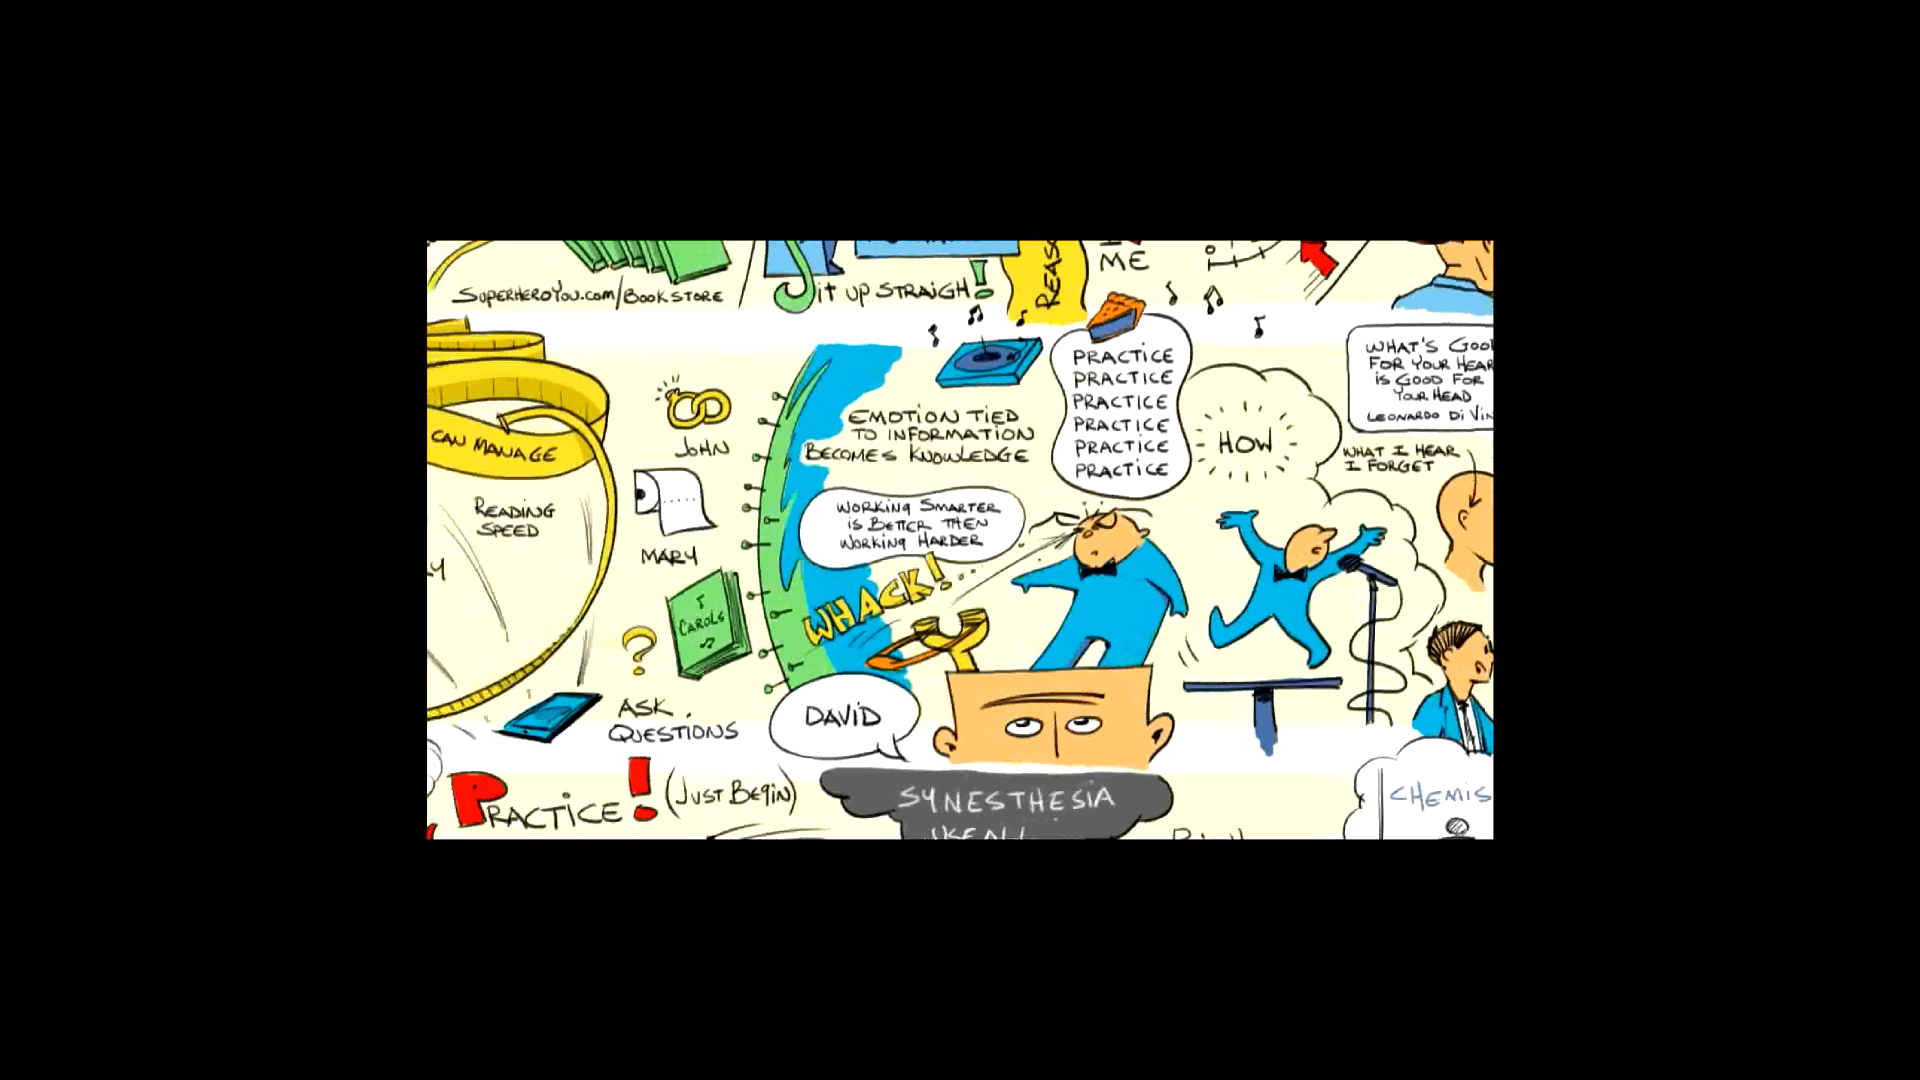 SUPERHEROYOU.COM/BOOKSTORE
SIT UP STRAIGH!
REAS
ME
CAN MANAGE
READING
SPEED
JOHN
MARY
CAROLS
?
ASK
QUESTIONS
EMOTION TIED
TO INFORMATION
BECOMES KNOWLEDGE
WORKING SMARTER
IS BETTER THEN
WORKING HARDER
WHACK!
DAVID
PRACTICE
PRACTICE
PRACTICE
PRACTICE
PRACTICE
PRACTICE
HOW
WHAT'S GOO
FOR YOUR HEAR
IS GOOD FOR
YOUR HEAD
LEONARDO DI VIN
WHAT I HEAR
I FORGET
PRACTICE! (JUST BEGIN)
SYNESTHESIA
CHEMIS